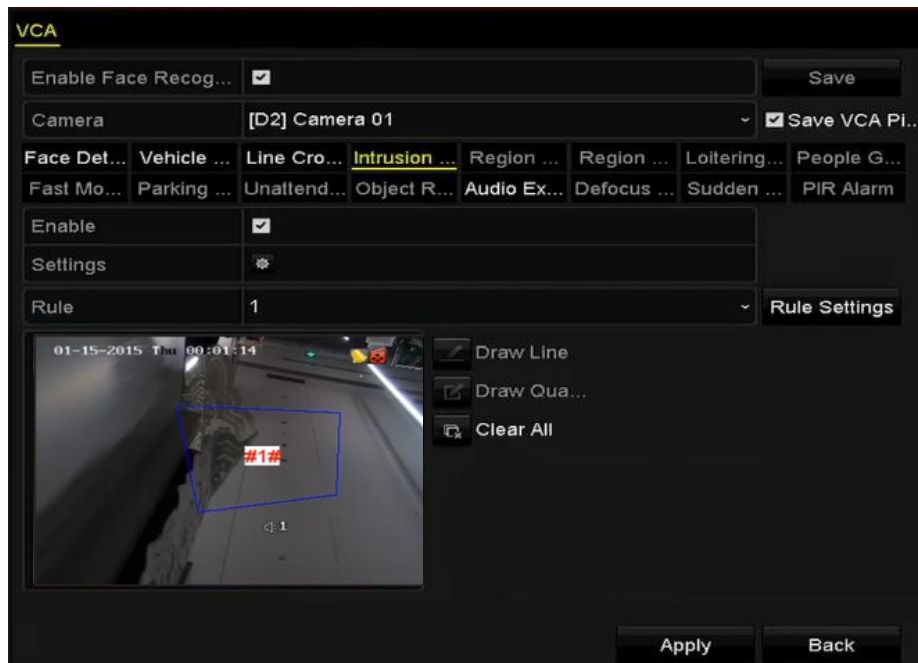 VCA
Enable Face Recog... Save
Camera [D2] Camera 01 Save VCA Pi..
Face Det... Vehicle ... Line Cro... Intrusion ... Region ... Region ... Loitering... People G...
Fast Mo... Parking ... Unattend... Object R... Audio Ex... Defocus ... Sudden ... PIR Alarm
Enable
Settings
Rule 1 Rule Settings
01-15-2015 Thu 00:01:14
Draw Line
Draw Qua...
Clear All
#1#
1
Apply Back